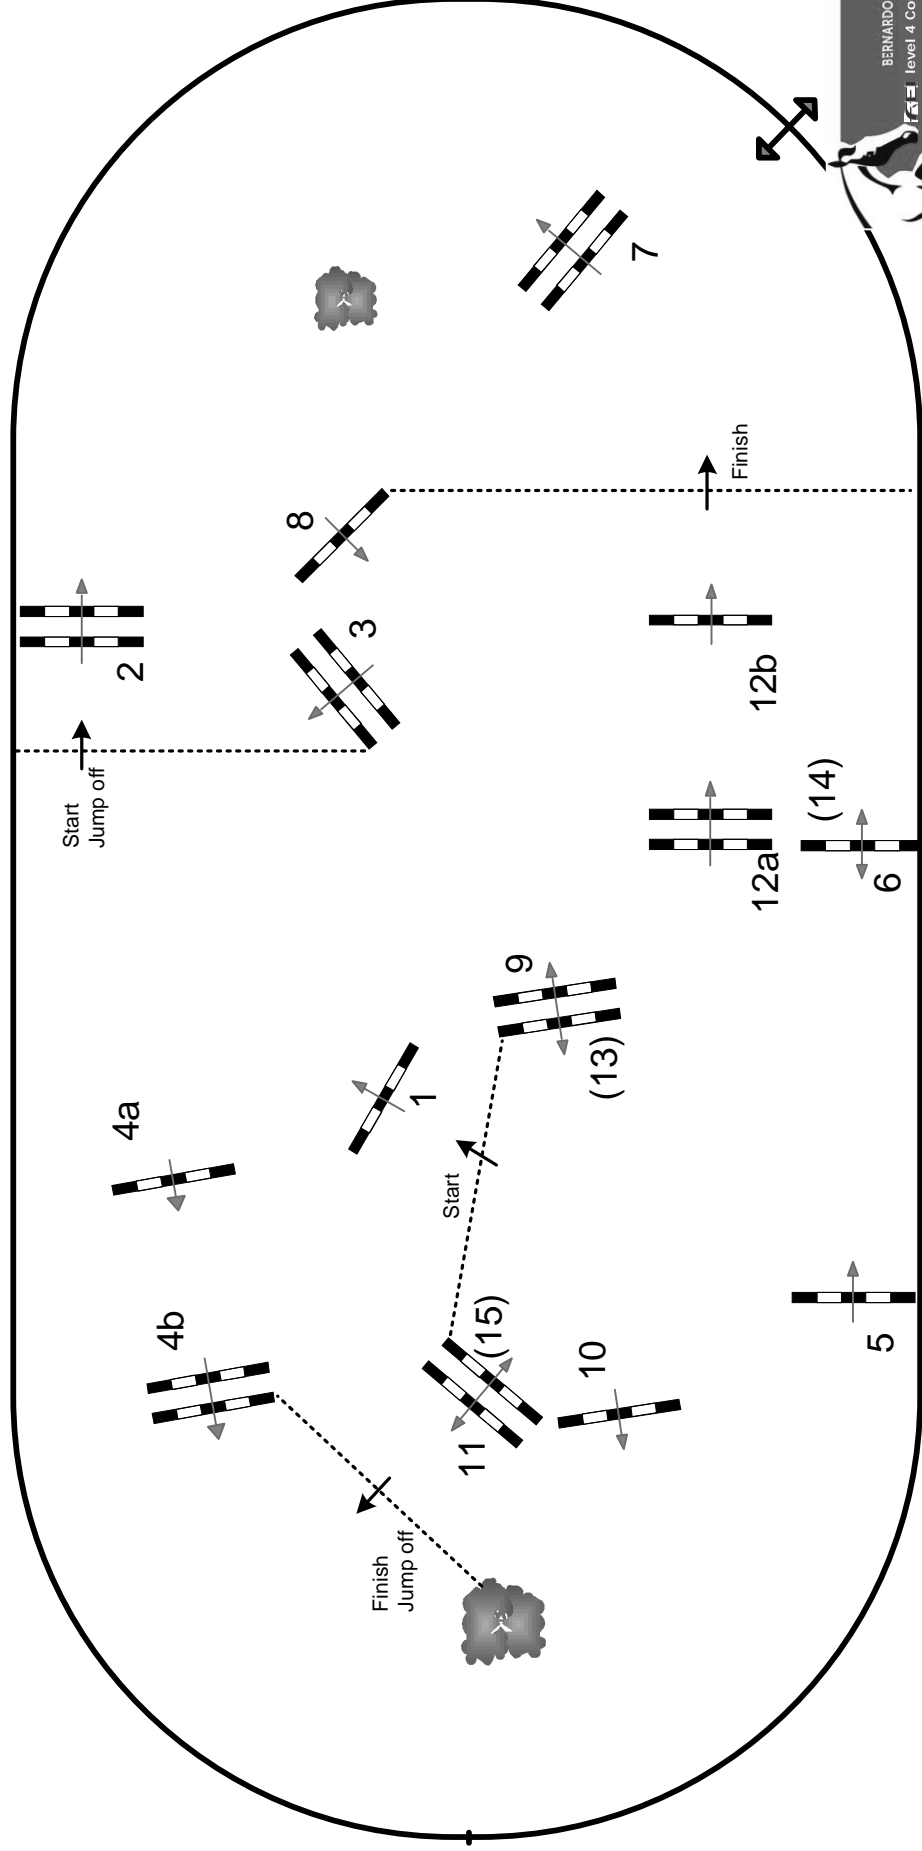 BERNARDO
FEI level 4 Co
7
Finish
8
3
2
12b
Start
Jump off
(14)
12a
6
9
(13)
1
4a
Start
(15)
4b
10
5
11
Finish
Jump off